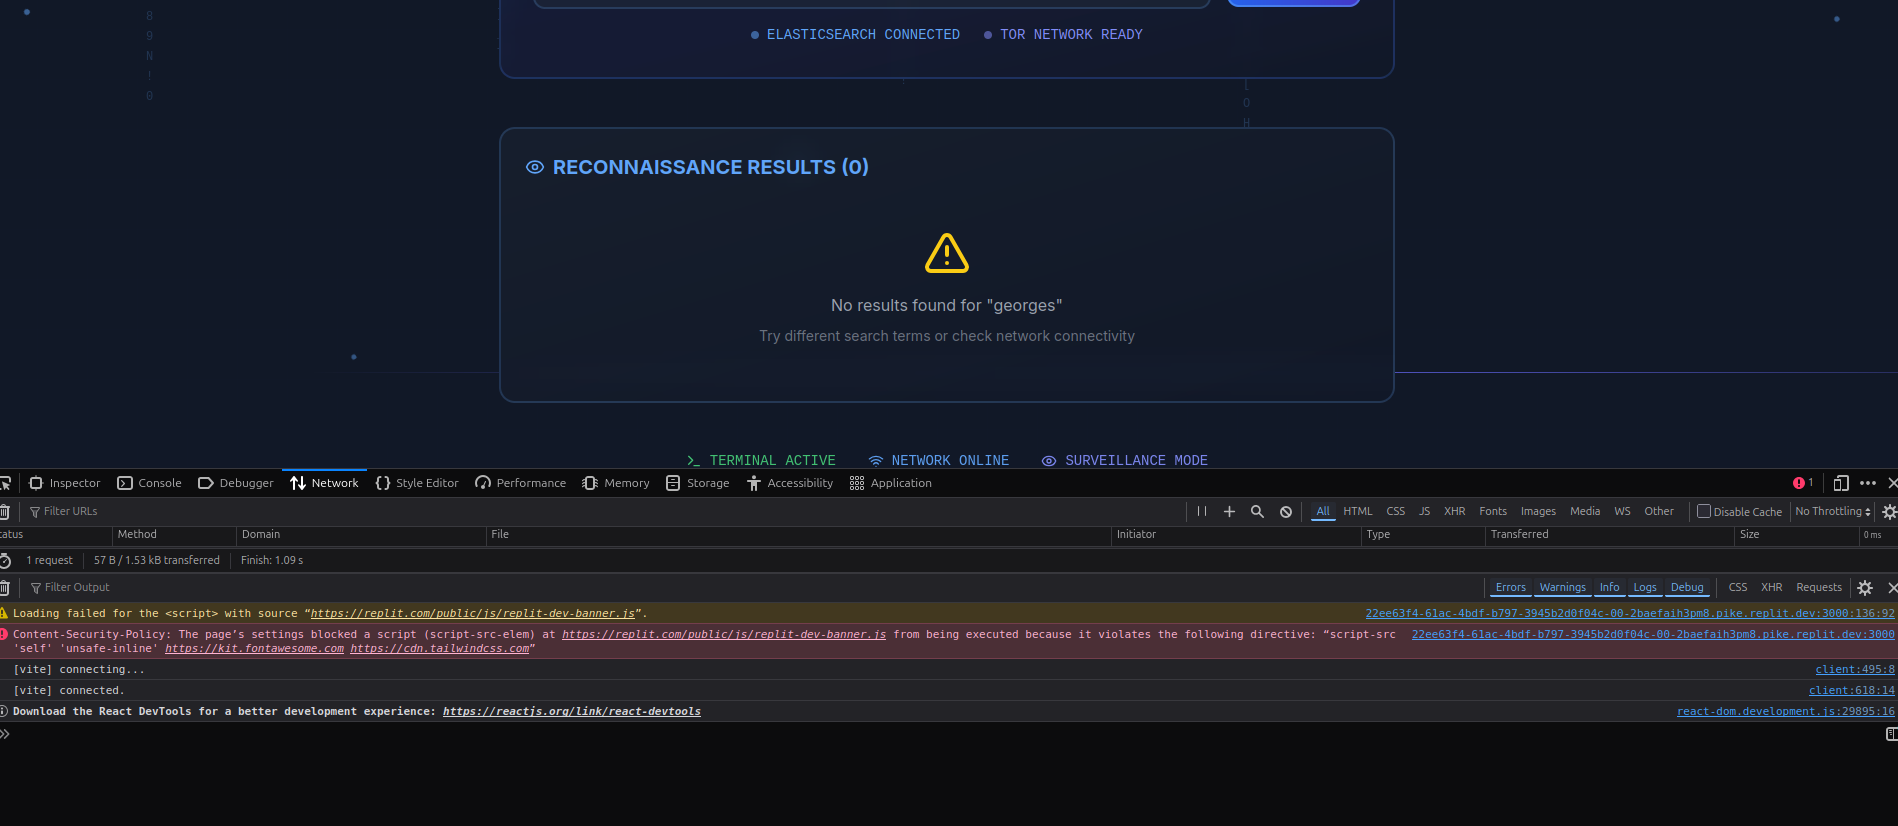 8
9
N
!
0
ELASTICSEARCH CONNECTED TOR NETWORK READY
[
O
H
RECONNAISSANCE RESULTS (0)
No results found for "georges"
Try different search terms or check network connectivity
TERMINAL ACTIVE NETWORK ONLINE SURVEILLANCE MODE
Inspector Console Debugger Network Style Editor Performance Memory Storage Accessibility Application 1
Filter URLs All HTML CSS JS XHR Fonts Images Media WS Other Disable Cache No Throttling
tatus Method Domain File Initiator Type Transferred Size 0 ms
1 request 57 B / 1.53 kB transferred Finish: 1.09 s
Filter Output Errors Warnings Info Logs Debug CSS XHR Requests
Loading failed for the <script> with source “https://replit.com/public/js/replit-dev-banner.js”. 22ee63f4-61ac-4bdf-b797-3945b2d0f04c-00-2baefaih3pm8.pike.replit.dev:3000:136:92
Content-Security-Policy: The page’s settings blocked a script (script-src-elem) at https://replit.com/public/js/replit-dev-banner.js from being executed because it violates the following directive: “script-src 22ee63f4-61ac-4bdf-b797-3945b2d0f04c-00-2baefaih3pm8.pike.replit.dev:3000
'self' 'unsafe-inline' https://kit.fontawesome.com https://cdn.tailwindcss.com”
[vite] connecting... client:495:8
[vite] connected. client:618:14
Download the React DevTools for a better development experience: https://reactjs.org/link/react-devtools react-dom.development.js:29895:16